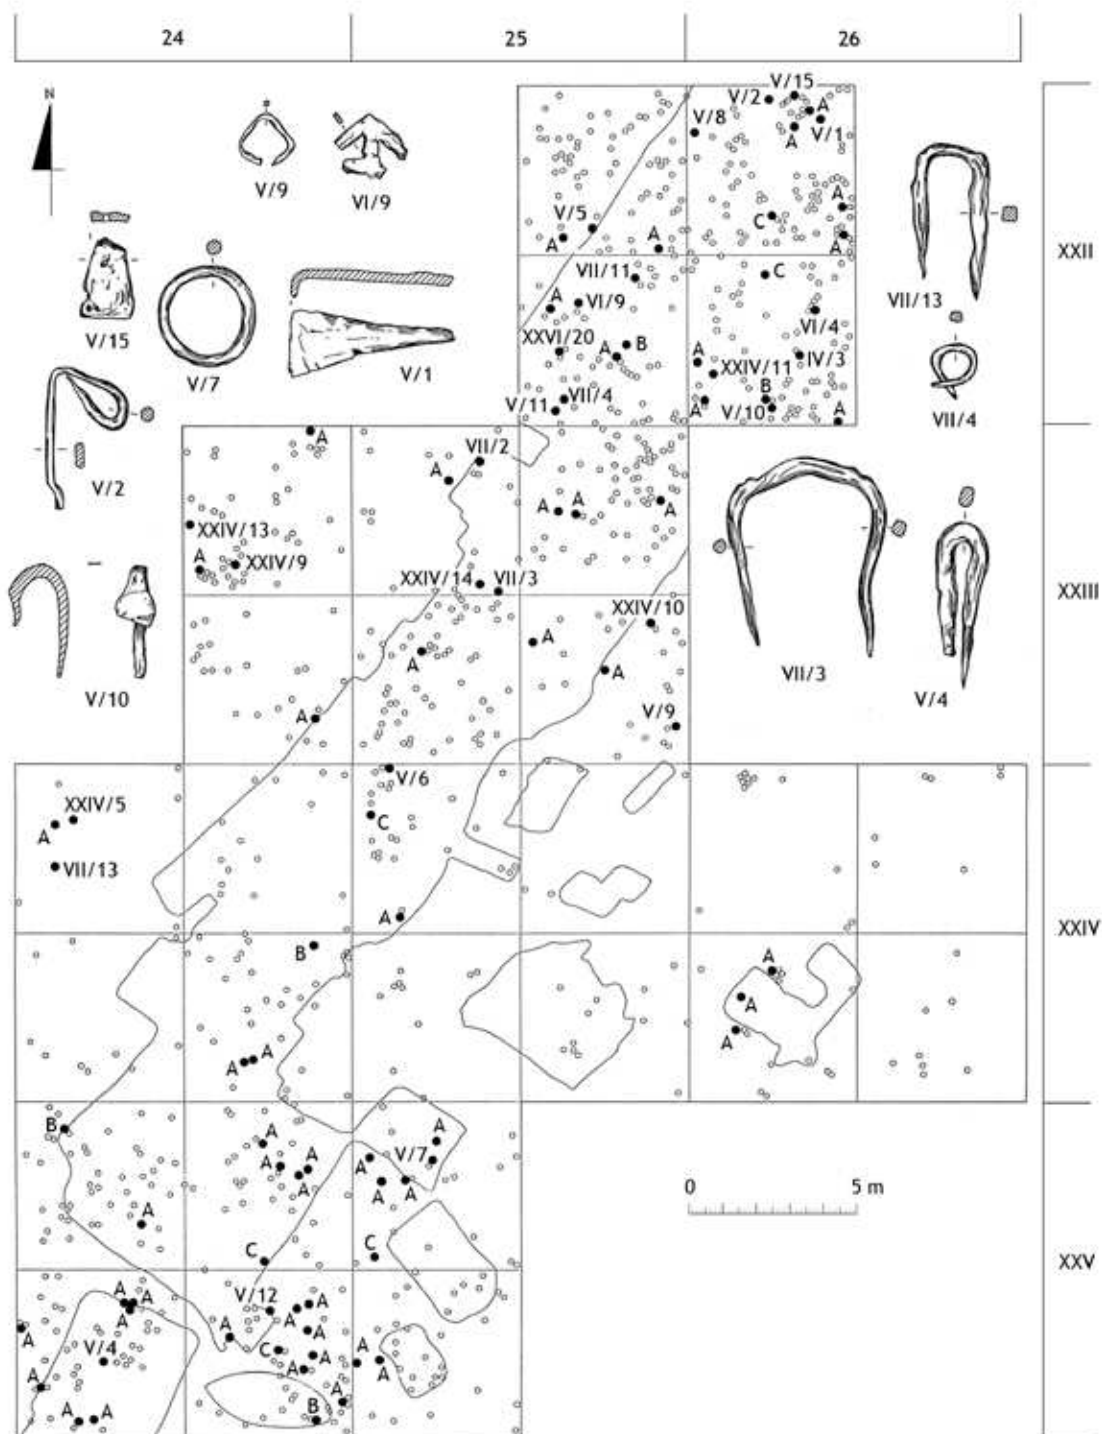 24 25 26
N
V/15
V/2 A
V/8 V/1
A
V/9 VI/9
A
V/5 C
A A A
XXII
VII/13
V/15
V/7
V/1
VII/11 C
A VI/9
VI/4
XXVI/20 A B A IV/3
XXIV/11
B
V/11 VII/4 A V/10 A
VII/4
V/2
A VII/2
A
A A A
XXIV/13
A XXIV/9
XXIV/14 VII/3
XXIII
V/10
XXIV/10
A
A A
VII/3 V/4
A V/9
V/6
XXIV/5
A C
VII/13
A
XXIV
B A
A
A A A
B A A
V/7
A A A
A A A
A
C C
0 5 m
XXV
A A V/12 A
A A
A A
V/4 C A A
A A A
A
A A B